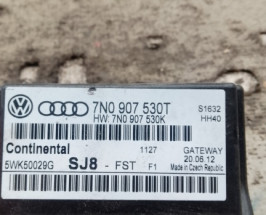 7N0 907 530T
S1632
HW: 7N0 907 530K
HH40
Continental
1127
GATEWAY
20.06.12
5WK50029G
SJ8 - FST F1
Made in Czech Republic